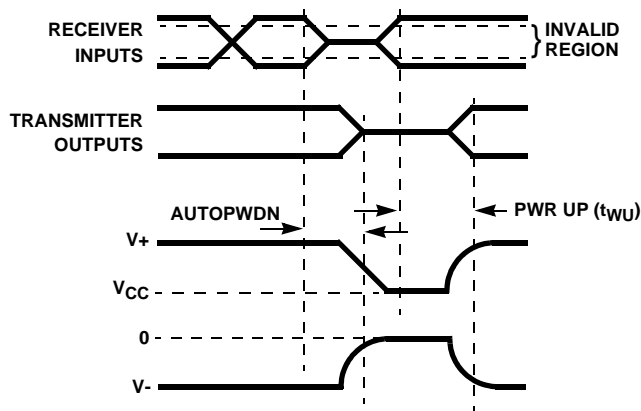 RECEIVER
INPUTS
} INVALID
REGION
TRANSMITTER
OUTPUTS
AUTOPWDN
PWR UP (tWU)
V+
VCC
0
V-